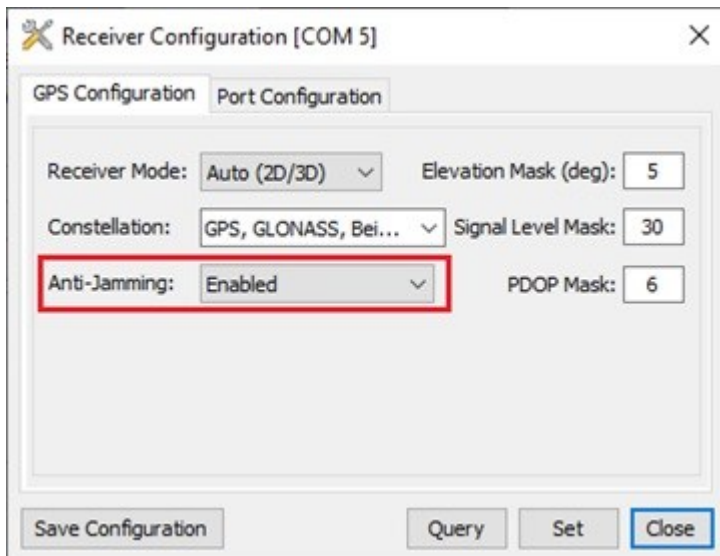 Receiver Configuration [COM 5]
GPS Configuration Port Configuration
Receiver Mode: Auto (2D/3D) Elevation Mask (deg): 5
Constellation: GPS, GLONASS, Bei... Signal Level Mask: 30
Anti-Jamming: Enabled PDOP Mask: 6
Save Configuration Query Set Close